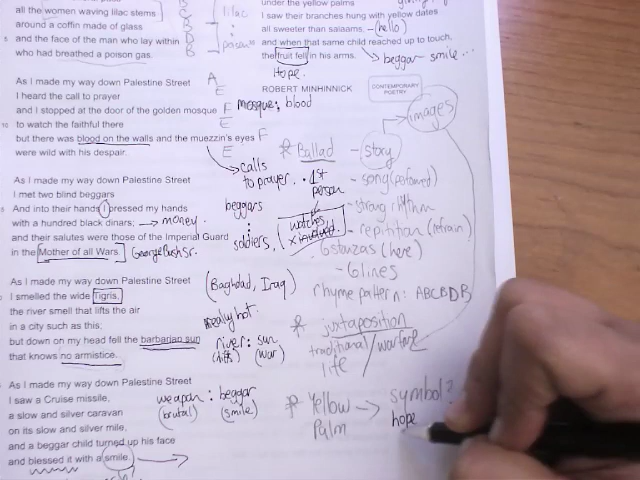 all the women waving lilac stems
around a coffin made of glass
5 and the face of the man who lay within
who had breathed a poison gas.
lilac
poison
under the yellow palms
I saw their branches hung with yellow dates
all sweeter than salaams, (hello)
and when that same child reached up to touch,
the fruit fell in his arms. beggar smile...
Hope.
ROBERT MINHINNICK
CONTEMPORARY
POETRY
As I made my way down Palestine Street A
I heard the call to prayer E
and I stopped at the door of the golden mosque F mosque: blood
10 to watch the faithful there E
but there was blood on the walls and the muezzin's eyes F
were wild with his despair. E
calls
to prayer.
As I made my way down Palestine Street
I met two blind beggars
And into their hands I pressed my hands beggars
with a hundred black dinars; → money.
and their salutes were those of the Imperial Guard soldiers,
in the Mother of all Wars. George Bush Sr.
As I made my way down Palestine Street (Baghdad, Iraq)
I smelled the wide Tigris,
the river smell that lifts the air really hot.
in a city such as this;
but down on my head fell the barbarian sun river: sun
that knows no armistice. (life) (war)
As I made my way down Palestine Street
I saw a Cruise missile, weapon: beggar
a slow and silver caravan (brutal) (smile)
on its slow and silver mile,
and a beggar child turned up his face
and blessed it with a smile.
images
* Ballad - story
- song (performed)
• 1st
person
watches
- strong rhythm
- repitition (refrain)
6 stanzas (here)
- 6 lines
rhyme pattern: ABCBDB
* juxtaposition
traditional / warfare
life
* Yellow → symbol?
Palm hope